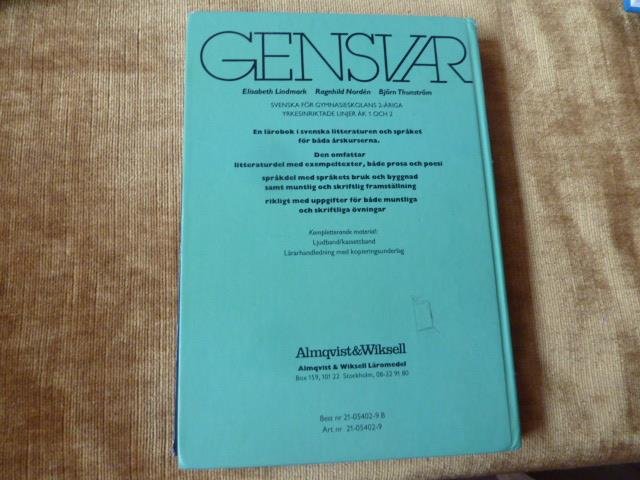 GENSVAR
Elisabeth Lindmark Ragnhild Nordén Björn Thunström
SVENSKA FÖR GYMNASIESKOLANS 2-ÅRIGA
YRKESINRIKTADE LINJER ÅK 1 OCH 2
En lärobok i svenska litteraturen och språket
för båda årskurserna.
Den omfattar
litteraturdel med exempeltexter, både prosa och poesi
språkdel med språkets bruk och byggnad
samt muntlig och skriftlig framställning
rikligt med uppgifter för både muntliga
och skriftliga övningar
Kompletterande material:
Ljudband/kassettband
Lärarhandledning med kopieringsunderlag
Almqvist&Wiksell
Almqvist & Wiksell Läromedel
Box 159, 101 22 Stockholm, 08-22 91 80
Best nr 21-05402-9 B
Art. nr 21-05402-9